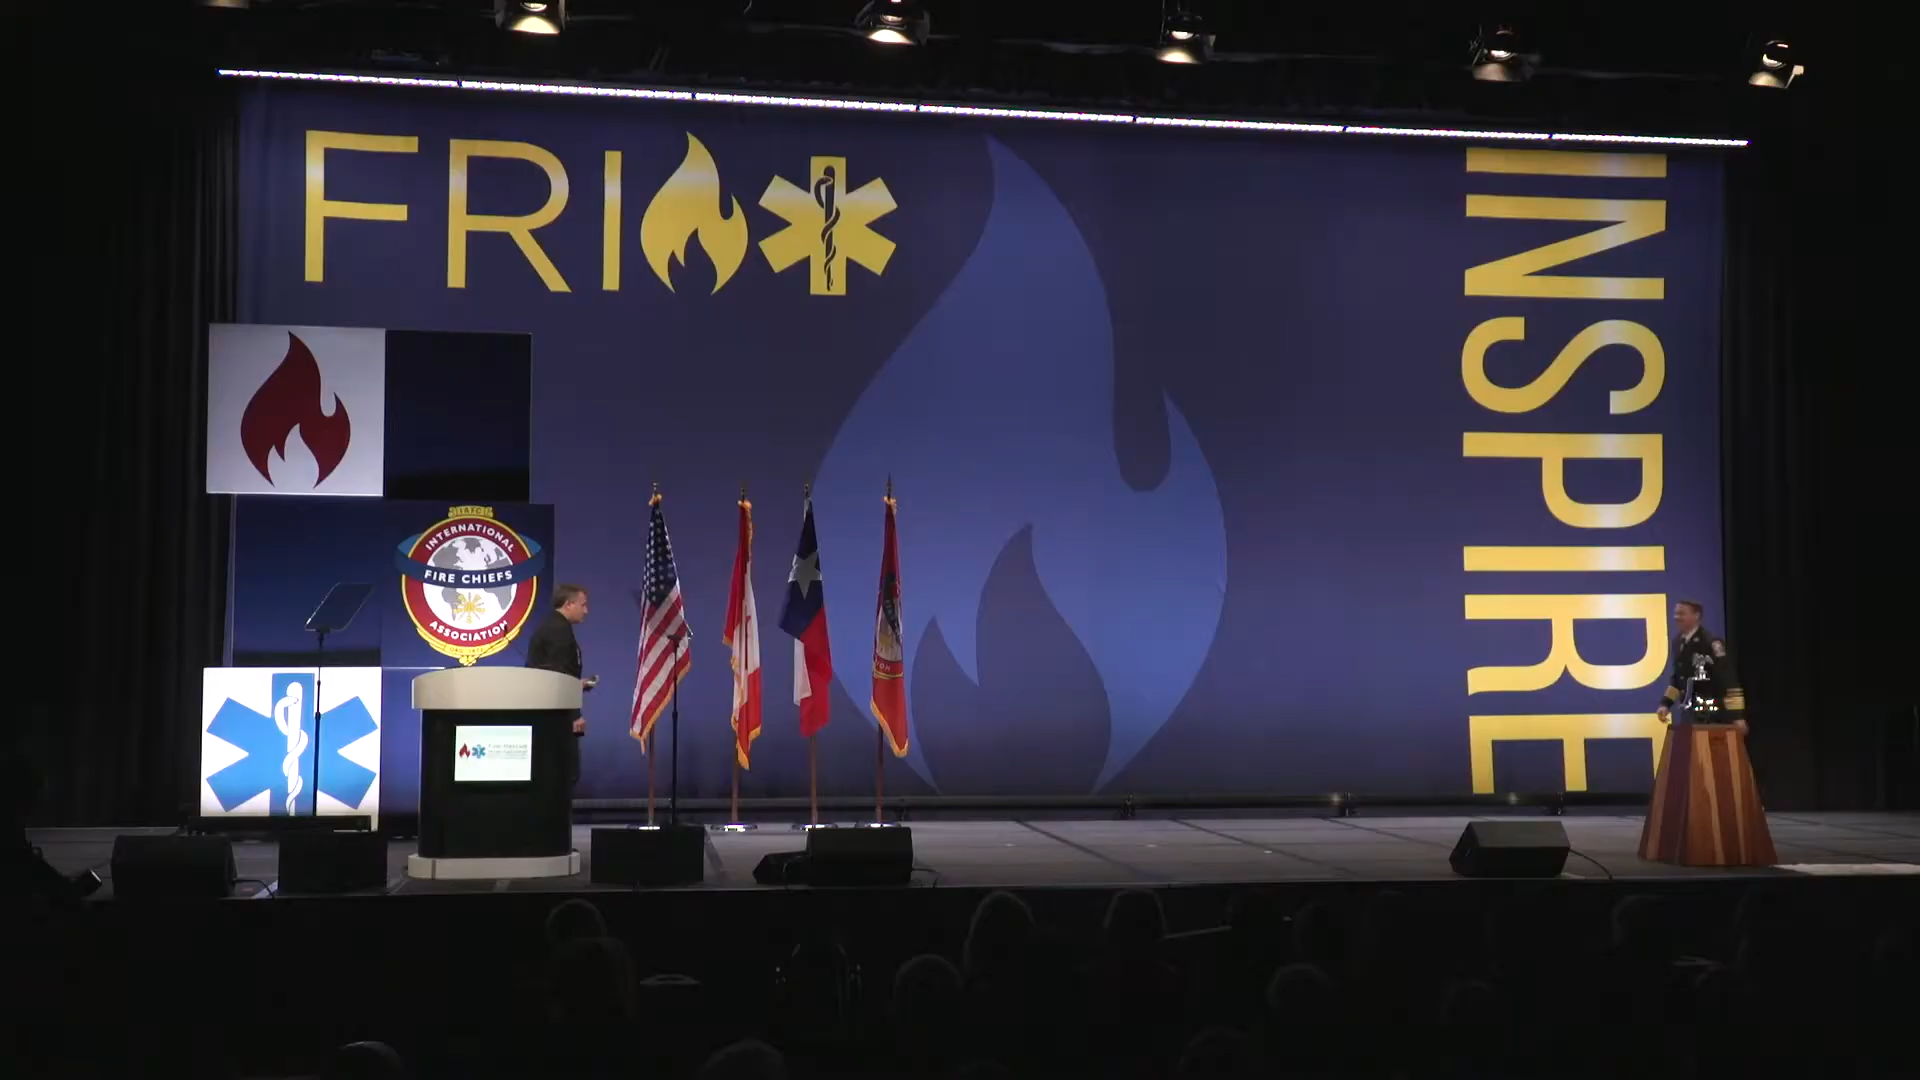 FRI
INSPIRE
I.A.F.C.
INTERNATIONAL
FIRE CHIEFS
ASSOCIATION